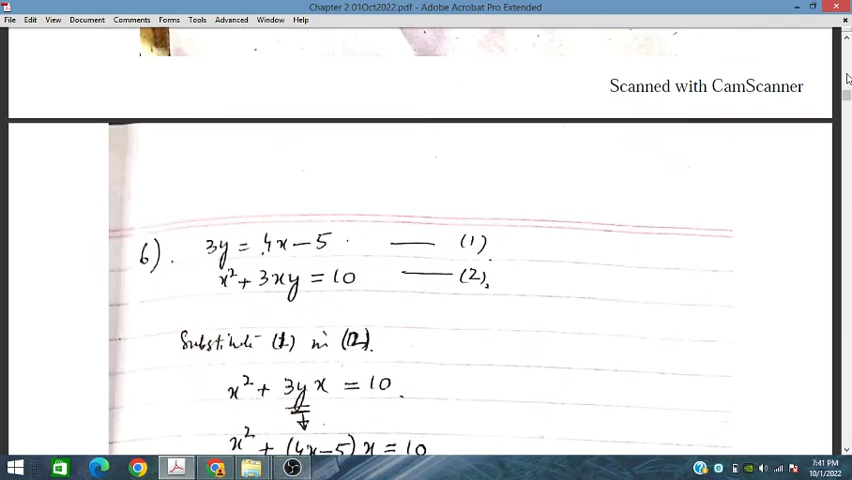 Chapter 2 01Oct2022.pdf - Adobe Acrobat Pro Extended
File Edit View Document Comments Forms Tools Advanced Window Help
Scanned with CamScanner
6). 3y = 4x - 5 —— (1)
x² + 3xy = 10 —— (2)
Substitute (1) in (2).
x² + 3y x = 10
x² + (4x-5) x = 10
7:41 PM
10/1/2022